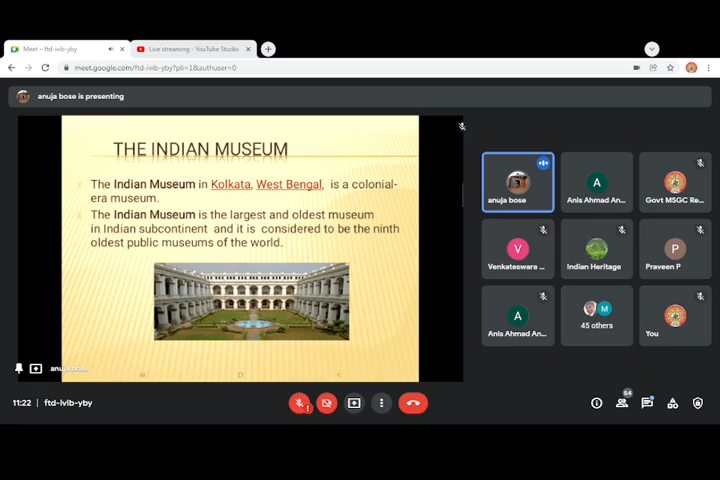 Meet – ftd-ivib-yby
Live streaming - YouTube Studio
meet.google.com/ftd-ivib-yby?pli=1&authuser=0
anuja bose is presenting
THE INDIAN MUSEUM
The Indian Museum in Kolkata, West Bengal, is a colonial-
era museum.
The Indian Museum is the largest and oldest museum
in Indian subcontinent and it is considered to be the ninth
oldest public museums of the world.
anuja bose
anuja bose
A
Anis Ahmad An...
Govt MSGC Re...
V
Venkateswara ...
Indian Heritage
P
Praveen P
A
Anis Ahmad An...
M
45 others
You
11:22 | ftd-ivib-yby
54